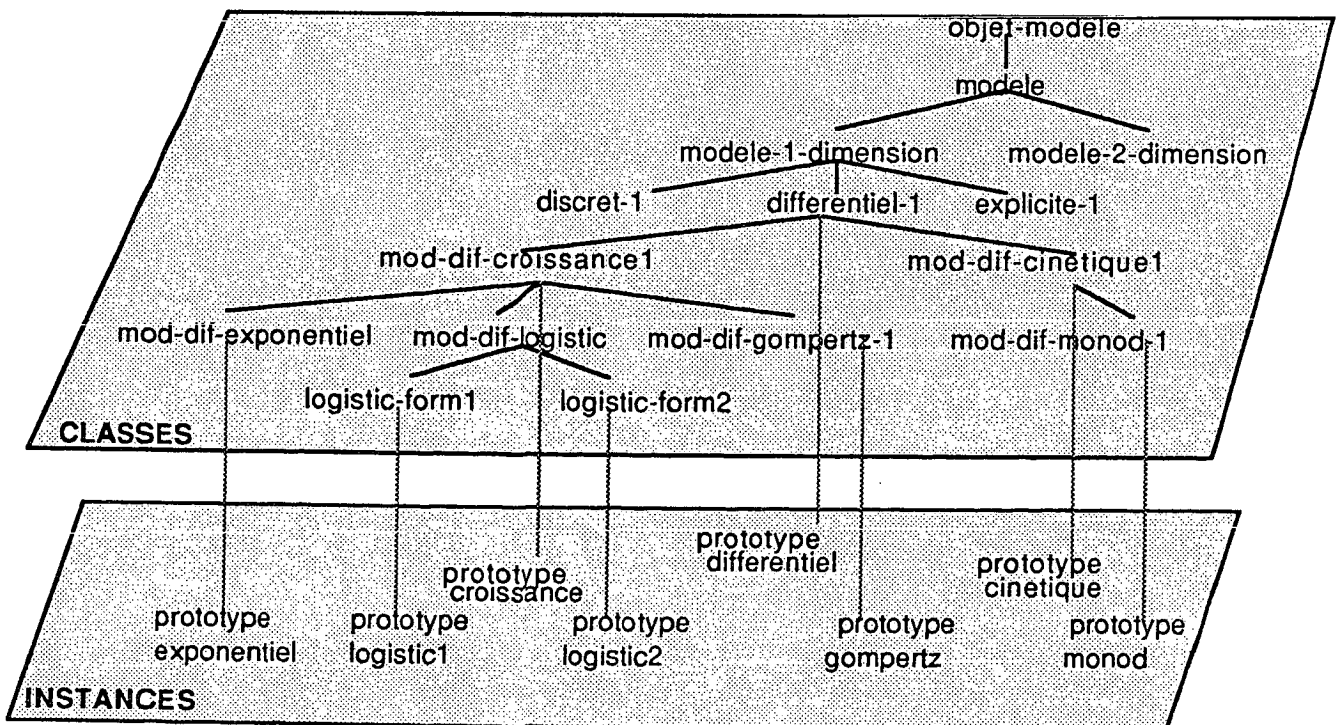 objet-modele
modele
modele-1-dimension
modele-2-dimension
discret-1
differentiel-1
explicite-1
mod-dif-croissance1
mod-dif-cinetique1
mod-dif-exponentiel
mod-dif-logistic
mod-dif-gompertz-1
mod-dif-monod-1
logistic-form1
logistic-form2
CLASSES
prototype
differentiel
prototype
croissance
prototype
cinetique
prototype
exponentiel
prototype
logistic1
prototype
logistic2
prototype
gompertz
prototype
monod
INSTANCES